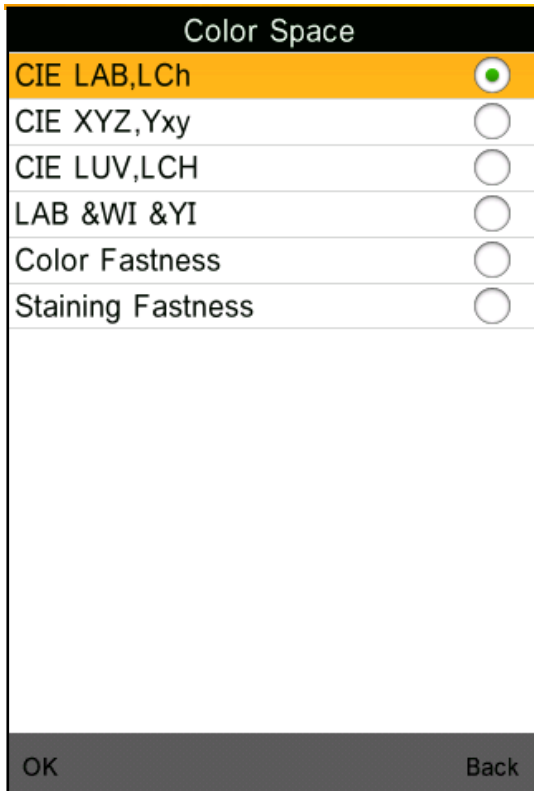 Color Space
CIE LAB,LCh
CIE XYZ,Yxy
CIE LUV,LCH
LAB &WI &YI
Color Fastness
Staining Fastness
OK Back